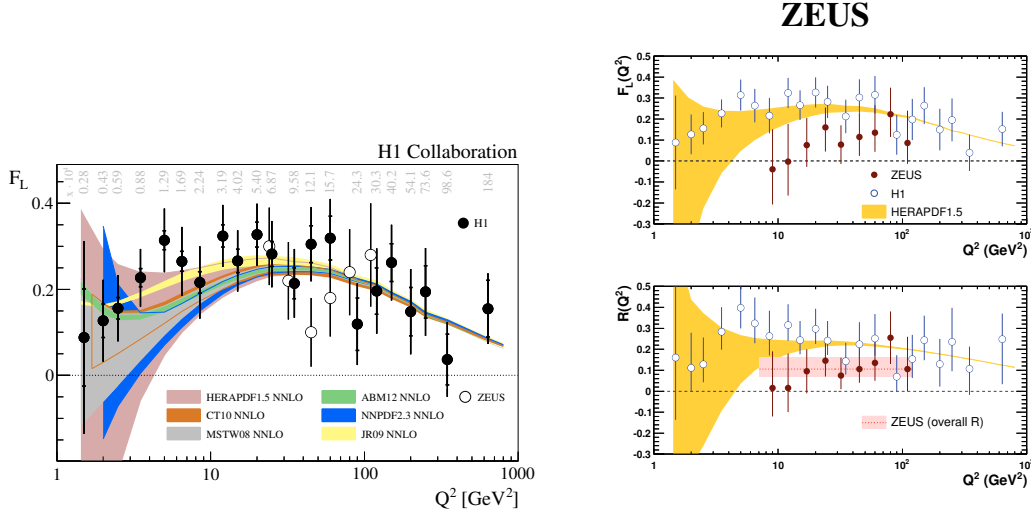 H1 Collaboration
F_L
x 10⁴
0.28
0.43
0.59
0.88
1.29
1.69
2.24
3.19
4.02
5.40
6.87
9.58
12.1
15.7
24.3
30.3
40.2
54.1
73.6
98.6
184
0.4
H1
0.2
0
HERAPDF1.5 NNLO
CT10 NNLO
MSTW08 NNLO
ABM12 NNLO
NNPDF2.3 NNLO
JR09 NNLO
ZEUS
1 10 100 1000
Q² [GeV²]
ZEUS
F_L(Q²)
0.5
0.4
0.3
0.2
0.1
0
-0.1
-0.2
-0.3
ZEUS
H1
HERAPDF1.5
1 10 10² 10³
Q² (GeV²)
R(Q²)
0.5
0.4
0.3
0.2
0.1
0
-0.1
-0.2
-0.3
ZEUS (overall R)
1 10 10² 10³
Q² (GeV²)